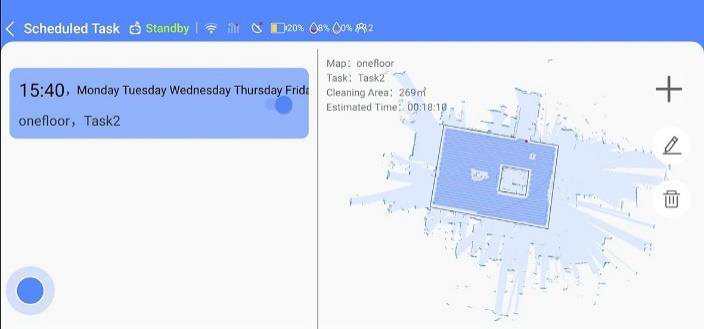 Scheduled Task Standby 20% 8% 0% 2
15:40, Monday Tuesday Wednesday Thursday Frida
onefloor, Task2
Map: onefloor
Task: Task2
Cleaning Area: 269㎡
Estimated Time: 00:18:10